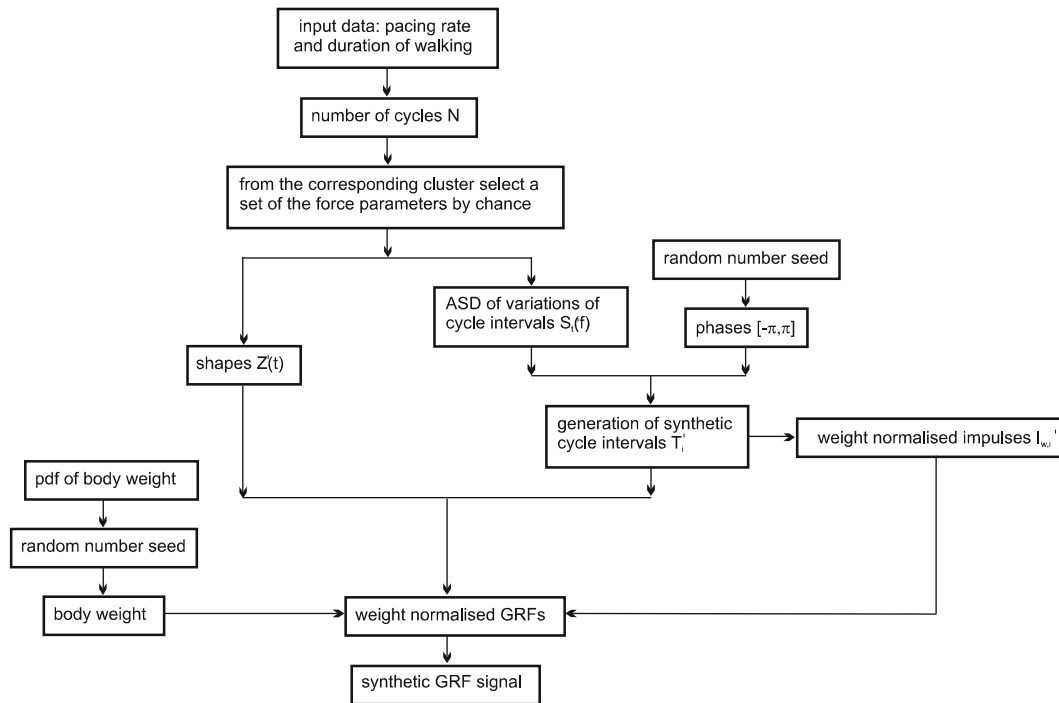 input data: pacing rate
and duration of walking
number of cycles N
from the corresponding cluster select a
set of the force parameters by chance
random number seed
ASD of variations of
cycle intervals Sₜ'(f)
phases [-π,π]
shapes Z'(t)
generation of synthetic
cycle intervals Tᵢ'
weight normalised impulses I_w,i'
pdf of body weight
random number seed
body weight
weight normalised GRFs
synthetic GRF signal